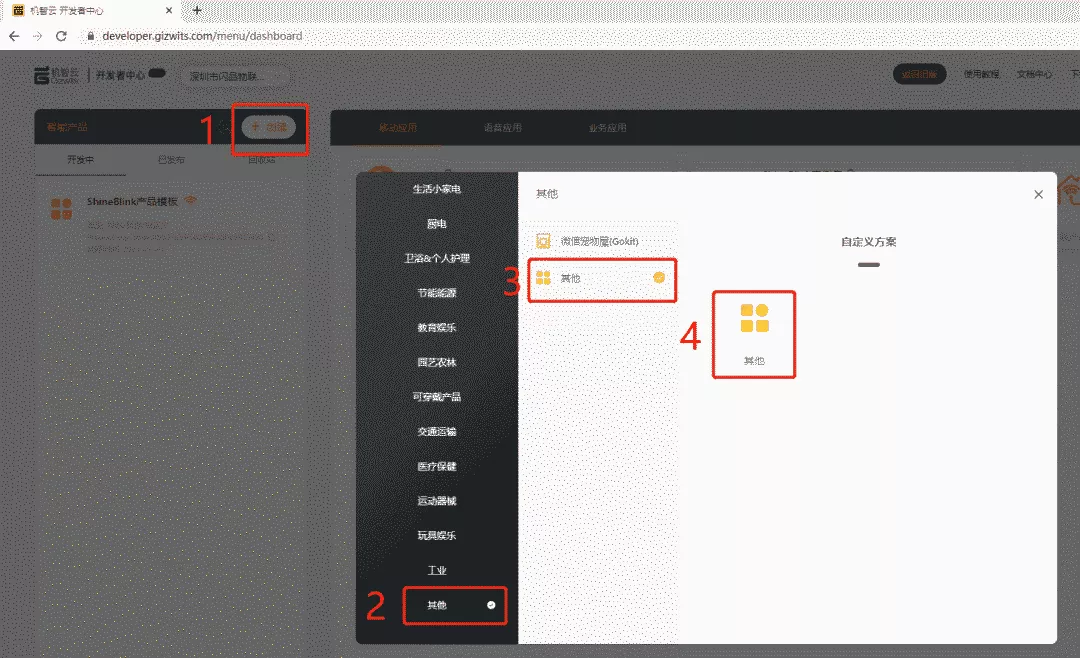 机智云 开发者中心
developer.gizwits.com/menu/dashboard
机智云
Gizwits
开发者中心
深圳市闪品物联...
返回旧版
使用教程
文档中心
1
智能产品
+ 创建
移动应用
语音应用
业务应用
开发中
已发布
回收站
ShineBlink产品模板
生活小家电
厨电
卫浴&个人护理
节能能源
教育娱乐
园艺农林
可穿戴产品
交通运输
医疗保健
运动器械
玩具娱乐
工业
2
其他
其他
微信宠物屋(Gokit)
3
其他
自定义方案
4
其他